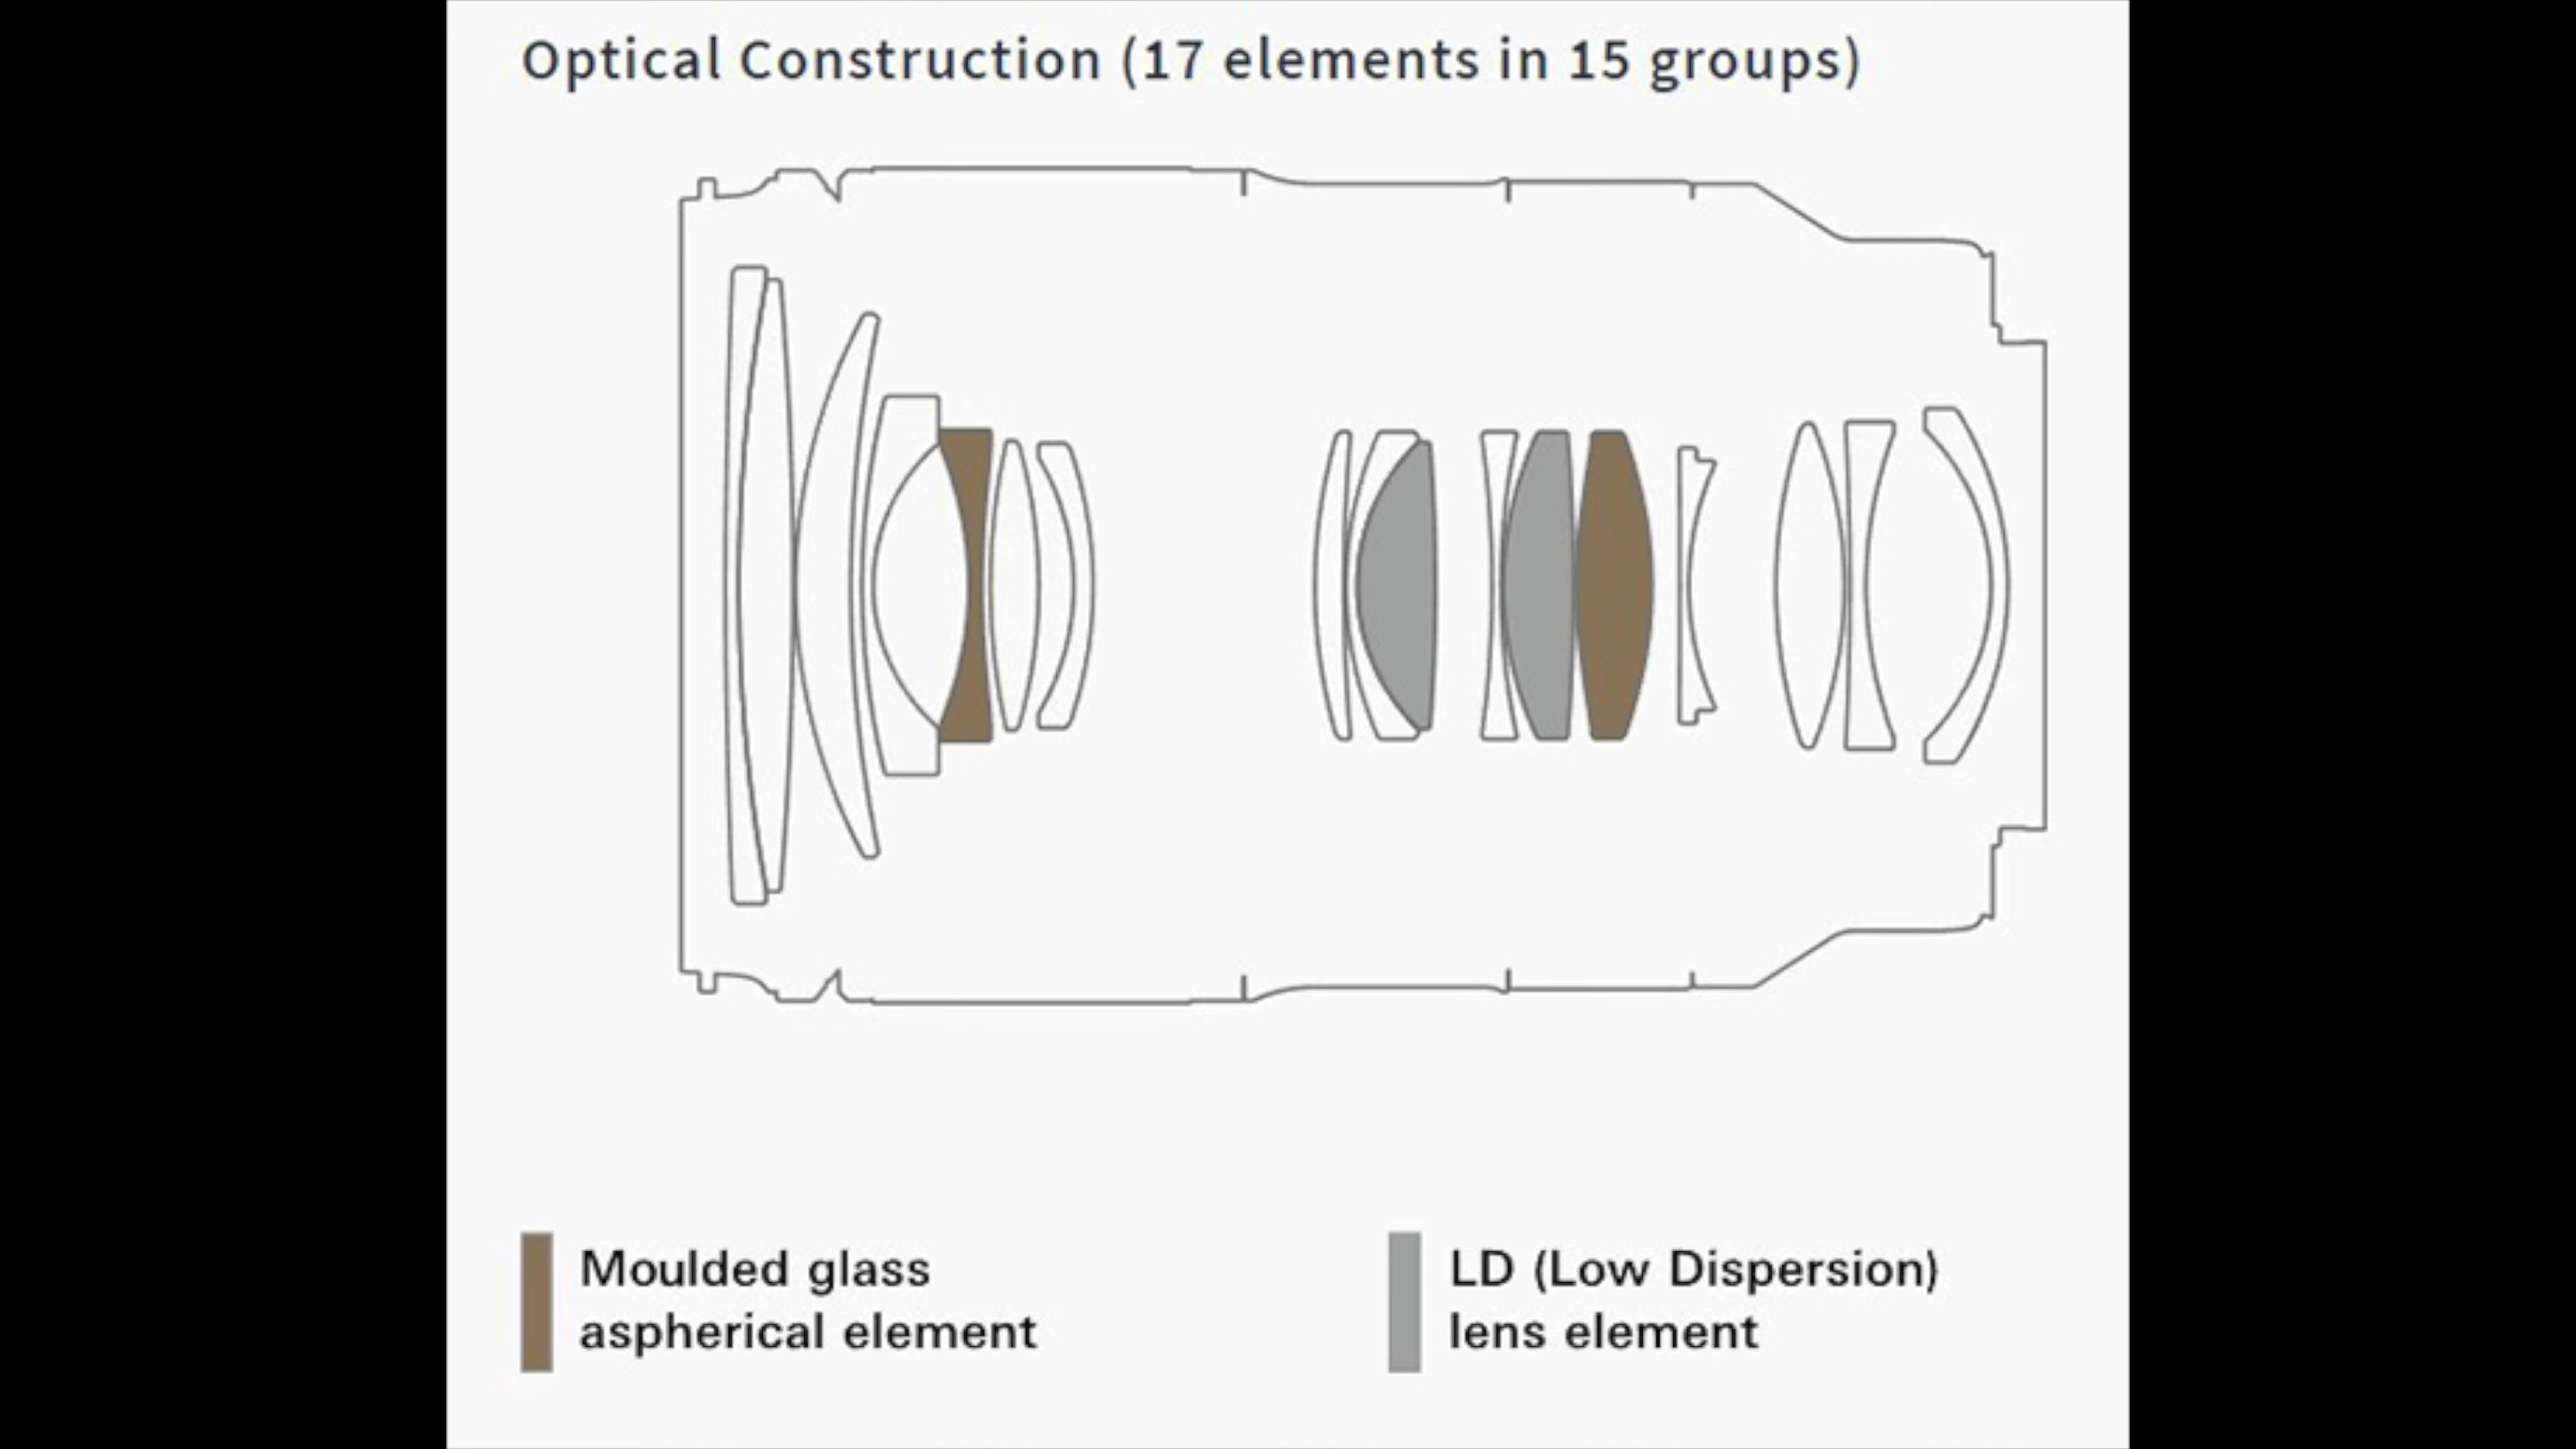 Optical Construction (17 elements in 15 groups)
Moulded glass
aspherical element
LD (Low Dispersion)
lens element